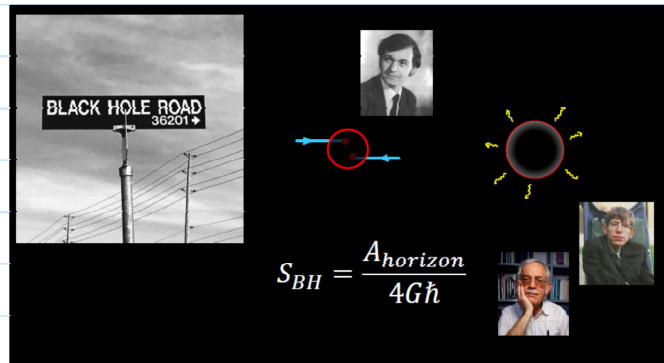 BLACK HOLE ROAD
36201→
S_BH = A_horizon / 4Għ